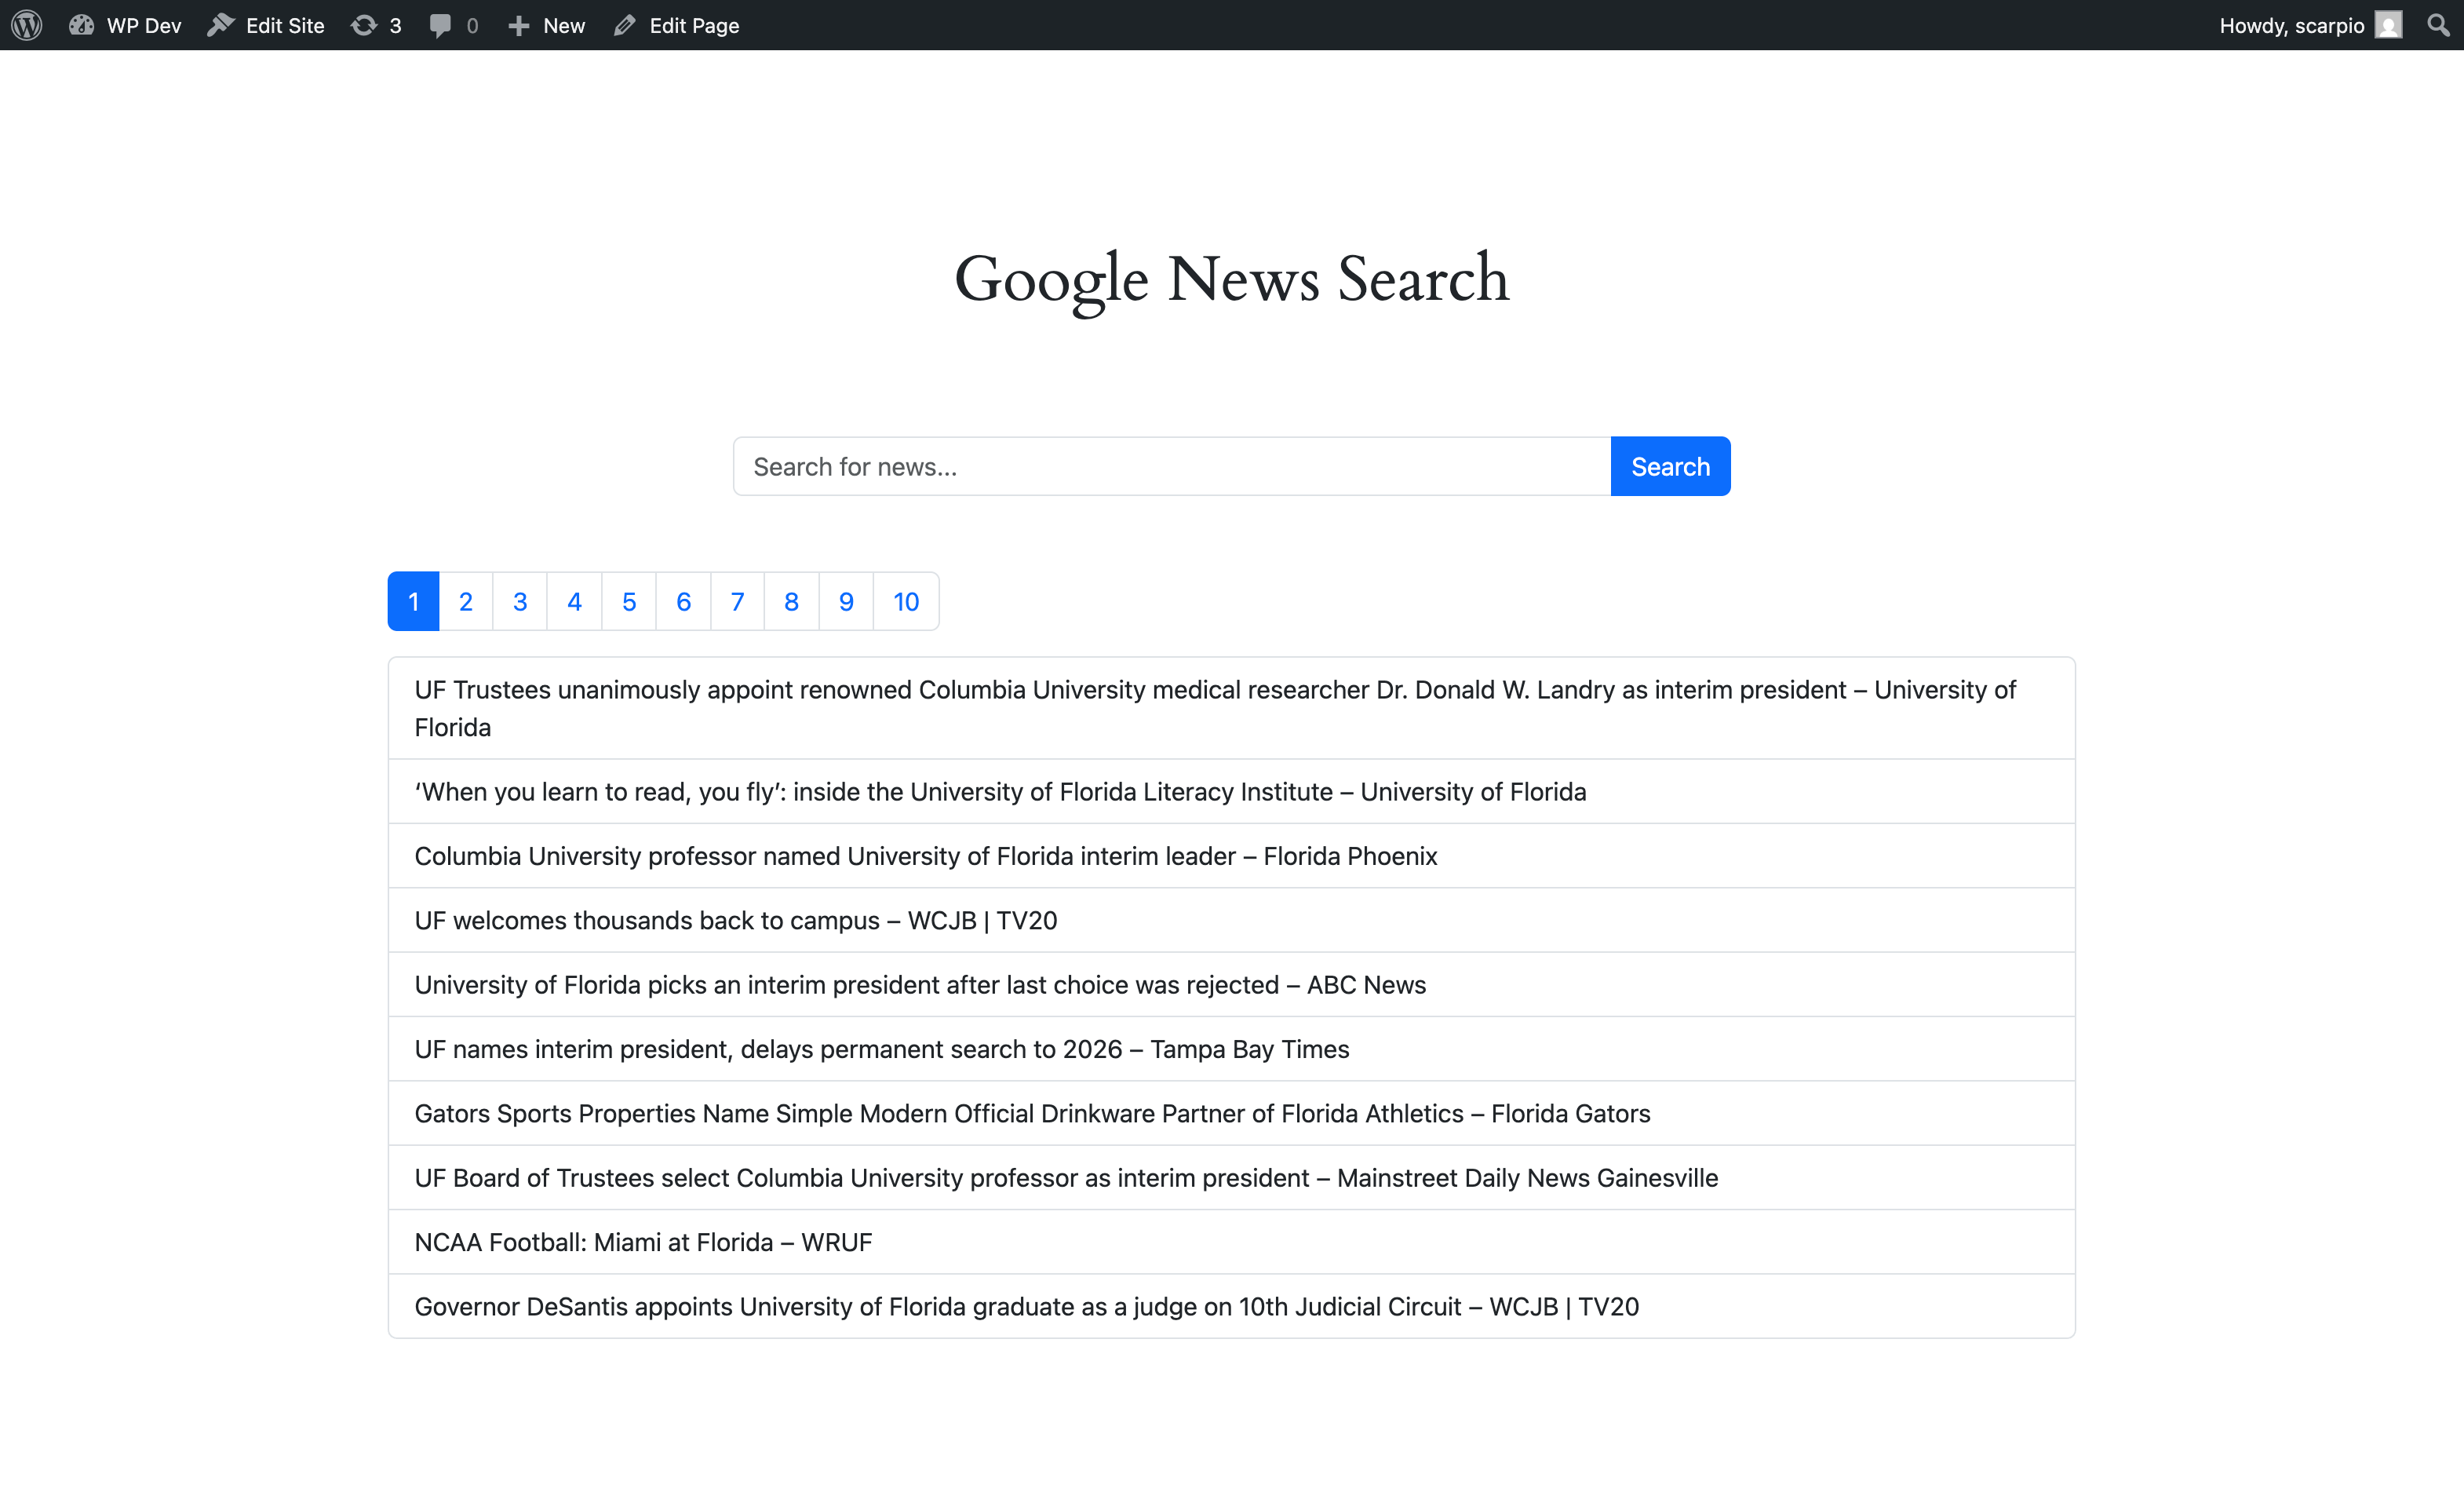 WP Dev Edit Site 3 0 New Edit Page Howdy, scarpio
Google News Search
Search for news... Search
1 2 3 4 5 6 7 8 9 10
UF Trustees unanimously appoint renowned Columbia University medical researcher Dr. Donald W. Landry as interim president – University of
Florida
‘When you learn to read, you fly’: inside the University of Florida Literacy Institute – University of Florida
Columbia University professor named University of Florida interim leader – Florida Phoenix
UF welcomes thousands back to campus – WCJB | TV20
University of Florida picks an interim president after last choice was rejected – ABC News
UF names interim president, delays permanent search to 2026 – Tampa Bay Times
Gators Sports Properties Name Simple Modern Official Drinkware Partner of Florida Athletics – Florida Gators
UF Board of Trustees select Columbia University professor as interim president – Mainstreet Daily News Gainesville
NCAA Football: Miami at Florida – WRUF
Governor DeSantis appoints University of Florida graduate as a judge on 10th Judicial Circuit – WCJB | TV20